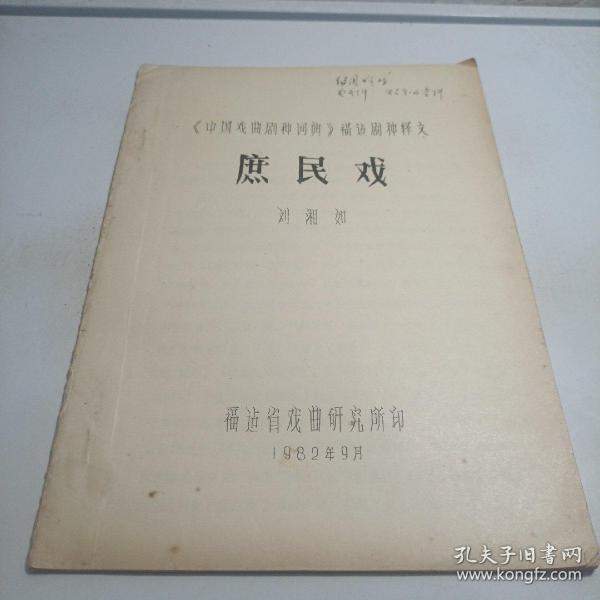 《中国戏曲剧种词典》福建剧种释文
庶民戏
刘湘如
福建省戏曲研究所印
1982年9月
孔夫子旧书网
www.kongfz.com